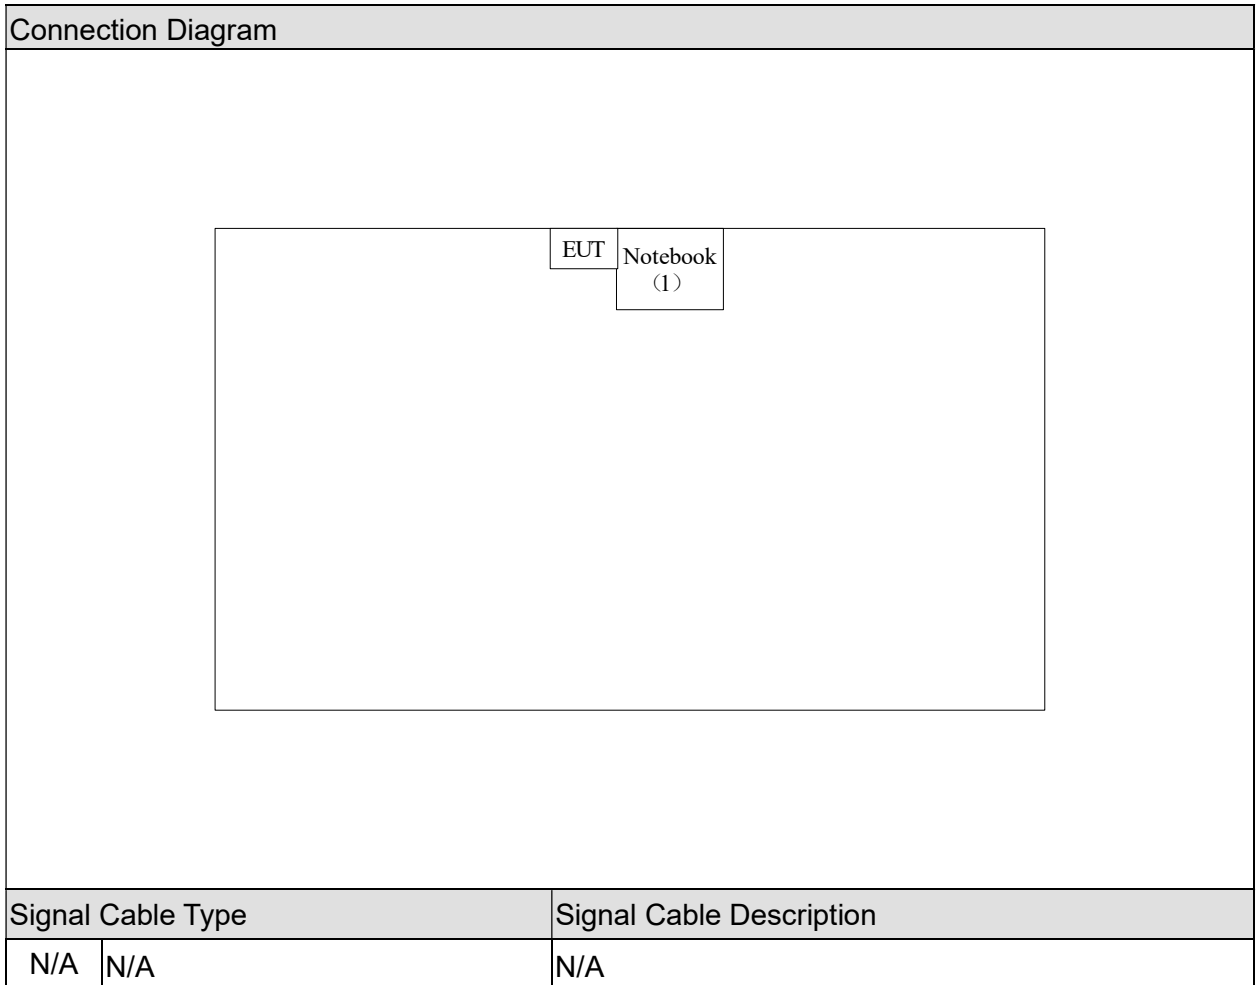 Connection Diagram
EUT
Notebook
（1）
Signal Cable Type Signal Cable Description
N/A N/A N/A